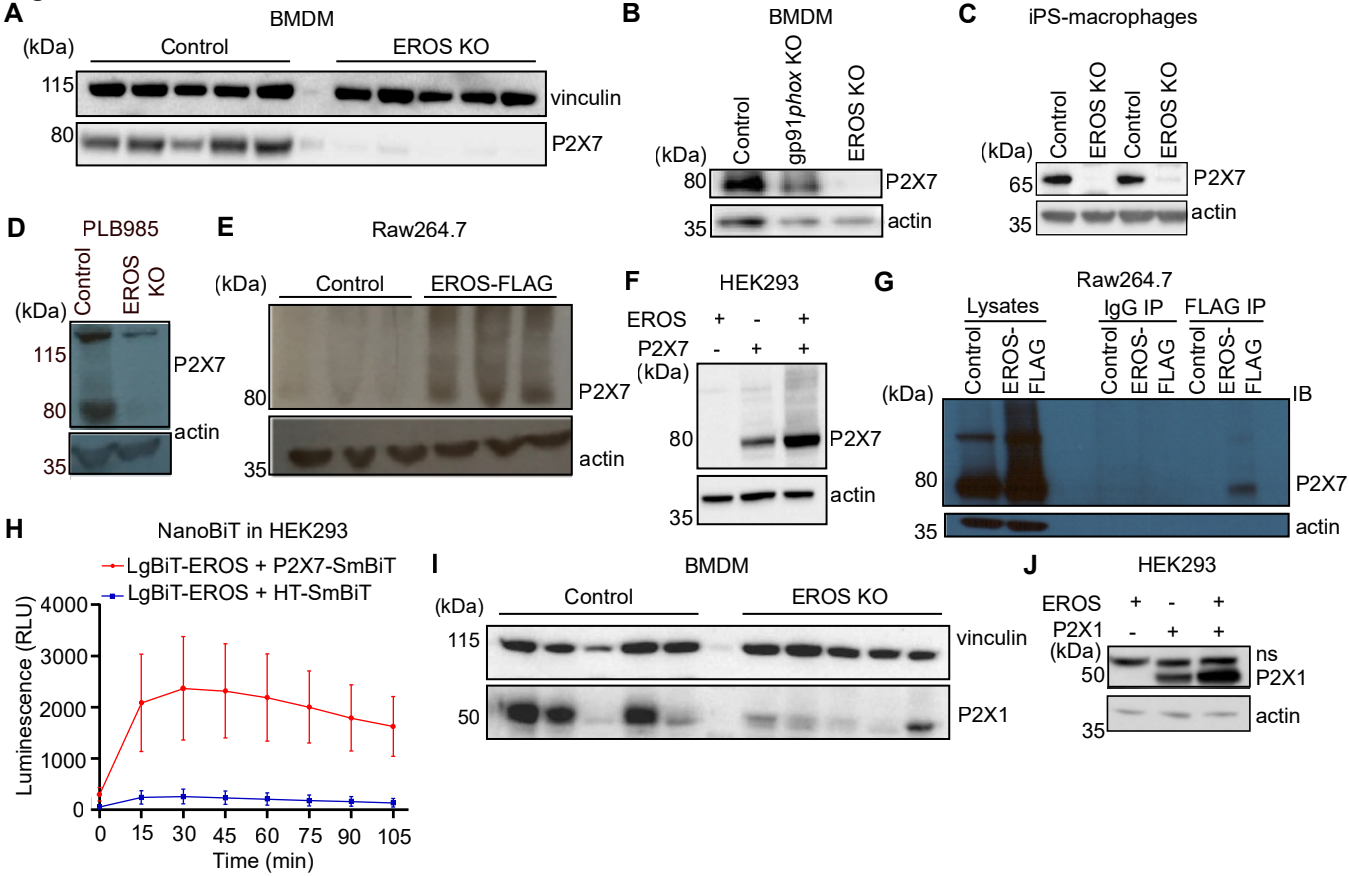 A
BMDM
(kDa)
Control
EROS KO
115
vinculin
80
P2X7
B
BMDM
Control
gp91phox KO
EROS KO
(kDa)
80
P2X7
actin
35
C
iPS-macrophages
Control
EROS KO
Control
EROS KO
(kDa)
65
P2X7
35
actin
D
PLB985
Control
EROS
KO
(kDa)
115
P2X7
80
actin
35
E
Raw264.7
(kDa)
Control
EROS-FLAG
80
P2X7
35
actin
F
HEK293
EROS + - +
P2X7 - + +
(kDa)
80
P2X7
35
actin
G
Raw264.7
Lysates
IgG IP
FLAG IP
Control
EROS-
FLAG
Control
EROS-
FLAG
Control
EROS-
FLAG
(kDa)
IB
80
P2X7
35
actin
H
NanoBiT in HEK293
LgBiT-EROS + P2X7-SmBiT
LgBiT-EROS + HT-SmBiT
Luminescence (RLU)
4000
3000
2000
1000
0
0 15 30 45 60 75 90 105
Time (min)
I
BMDM
(kDa)
Control
EROS KO
115
vinculin
50
P2X1
J
HEK293
EROS + - +
P2X1 - + +
(kDa)
ns
50
P2X1
actin
35